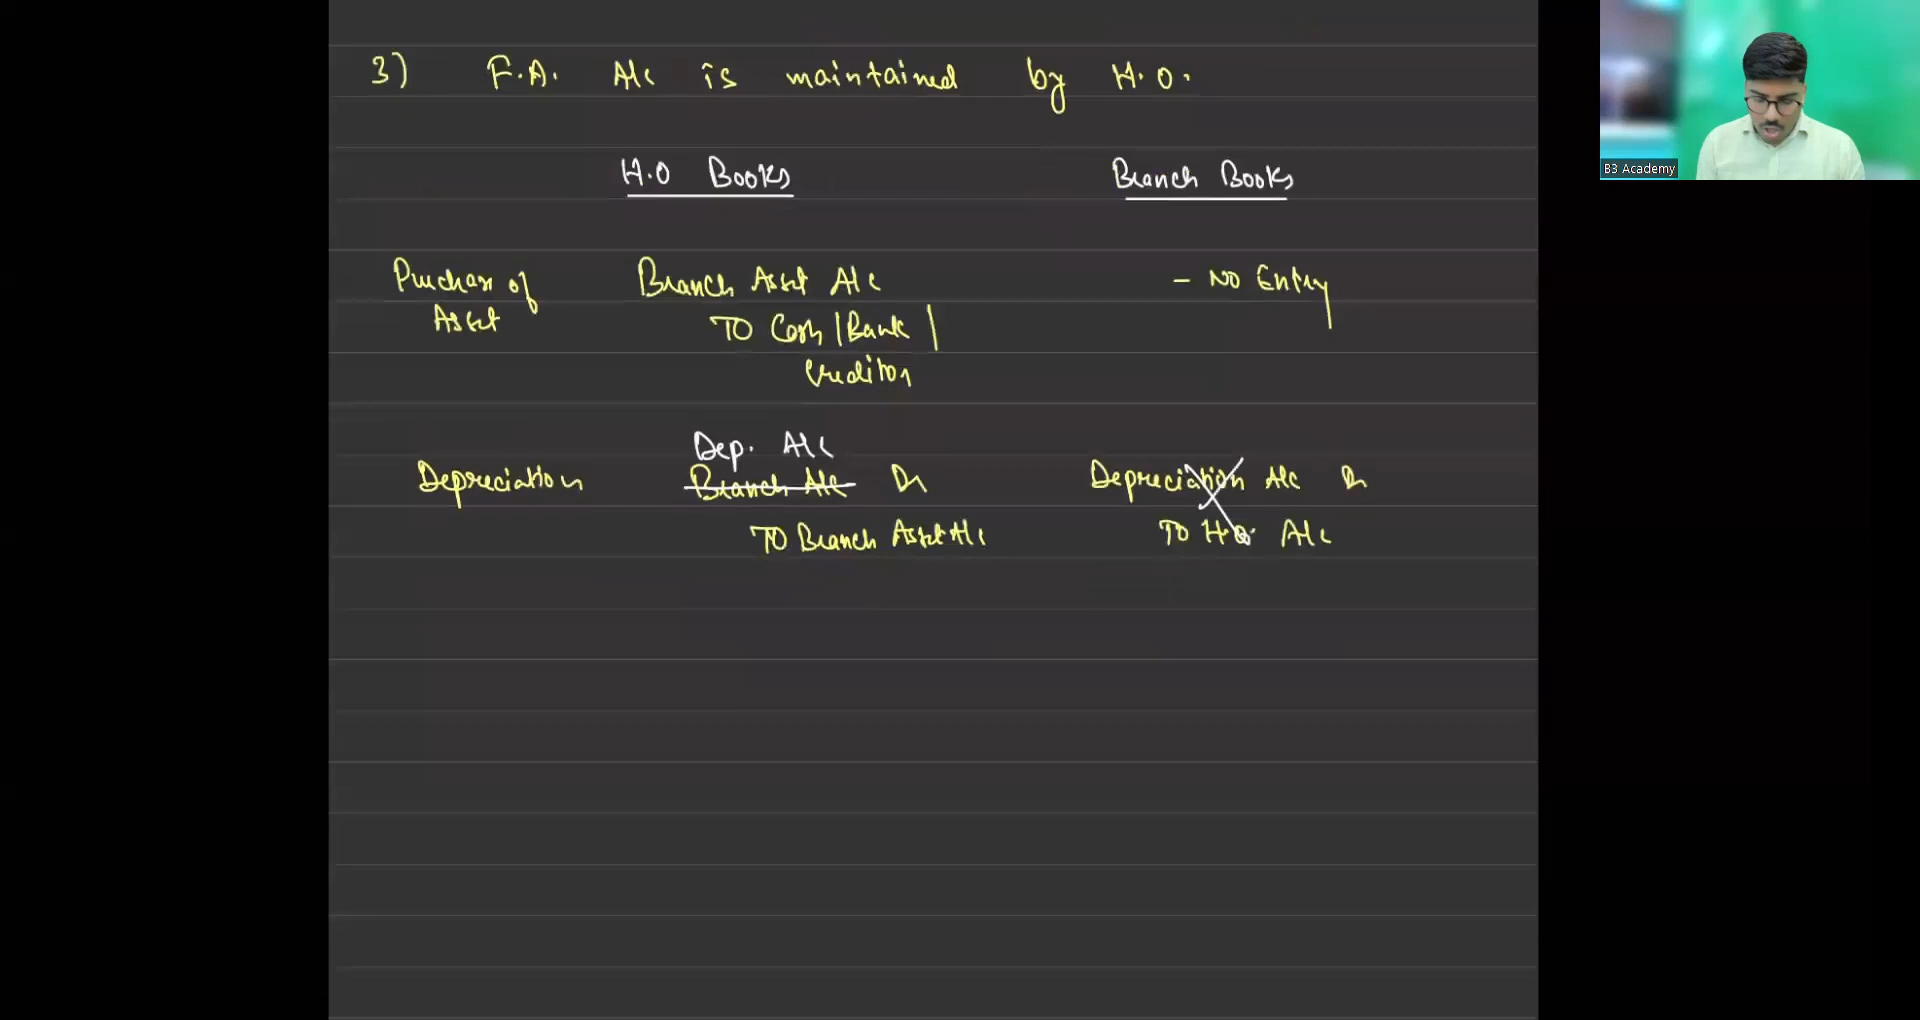 3) F.A. A/c is maintained by H.O.
H.O Books Branch Books
Purchase of Branch Asset A/c - No Entry
Asset TO Cash | Bank |
Creditors
Dep. A/c
Depreciation Branch A/c Dr Depreciation A/c Dr
TO Branch Asset A/c TO H.O. A/c
B3 Academy